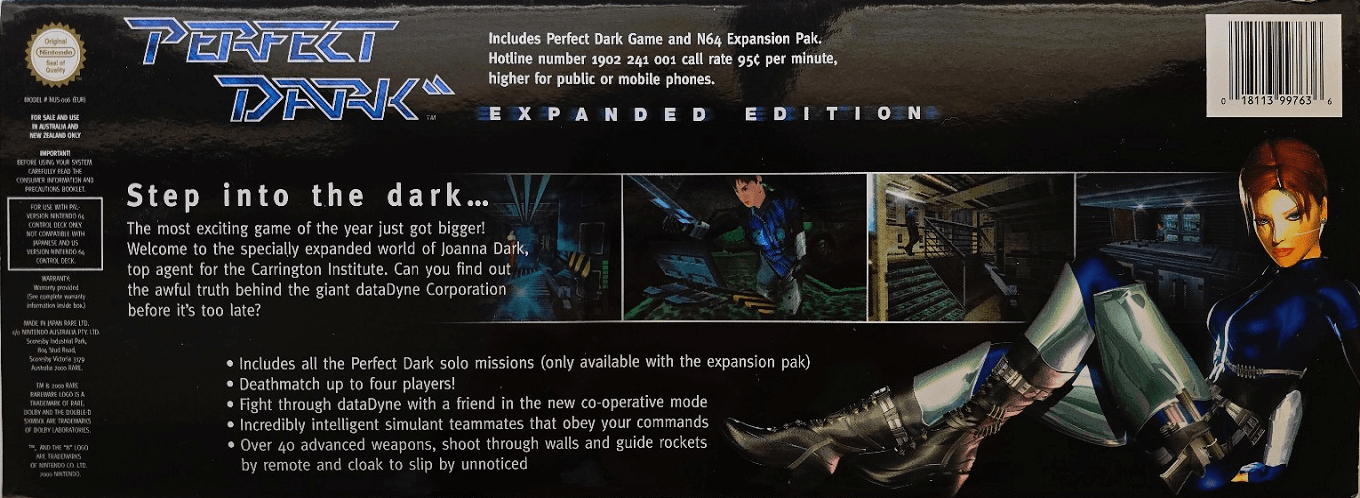 Original
Nintendo
Seal of
Quality
MODEL # NUS-006 (EUR)
FOR SALE AND USE
IN AUSTRALIA AND
NEW ZEALAND ONLY
IMPORTANT!
BEFORE USING YOUR SYSTEM
CAREFULLY READ THE
CONSUMER INFORMATION AND
PRECAUTIONS BOOKLET.
FOR USE WITH PAL-
VERSION NINTENDO 64
CONTROL DECK ONLY.
NOT COMPATIBLE WITH
JAPANESE AND US
VERSION NINTENDO 64
CONTROL DECK.
WARRANTY:
Warranty provided
(See complete warranty
information inside box.)
MADE IN JAPAN RARE LTD.
c/o NINTENDO AUSTRALIA PTY. LTD.
Scoresby Industrial Park,
804 Stud Road,
Scoresby Victoria 3179
Australia 2000 RARE.
TM & 2000 RARE
RAREWARE LOGO IS A
TRADEMARK OF RARE.
DOLBY AND THE DOUBLE-D
SYMBOL ARE TRADEMARKS
OF DOLBY LABORATORIES.
™, AND THE "N" LOGO
ARE TRADEMARKS
OF NINTENDO CO. LTD.
2000 NINTENDO.
PERFECT
DARK
TM
Includes Perfect Dark Game and N64 Expansion Pak.
Hotline number 1902 241 001 call rate 95¢ per minute,
higher for public or mobile phones.
EXPANDED EDITION
0 18113 99763 6
Step into the dark...
The most exciting game of the year just got bigger!
Welcome to the specially expanded world of Joanna Dark,
top agent for the Carrington Institute. Can you find out
the awful truth behind the giant dataDyne Corporation
before it's too late?
• Includes all the Perfect Dark solo missions (only available with the expansion pak)
• Deathmatch up to four players!
• Fight through dataDyne with a friend in the new co-operative mode
• Incredibly intelligent simulant teammates that obey your commands
• Over 40 advanced weapons, shoot through walls and guide rockets
by remote and cloak to slip by unnoticed